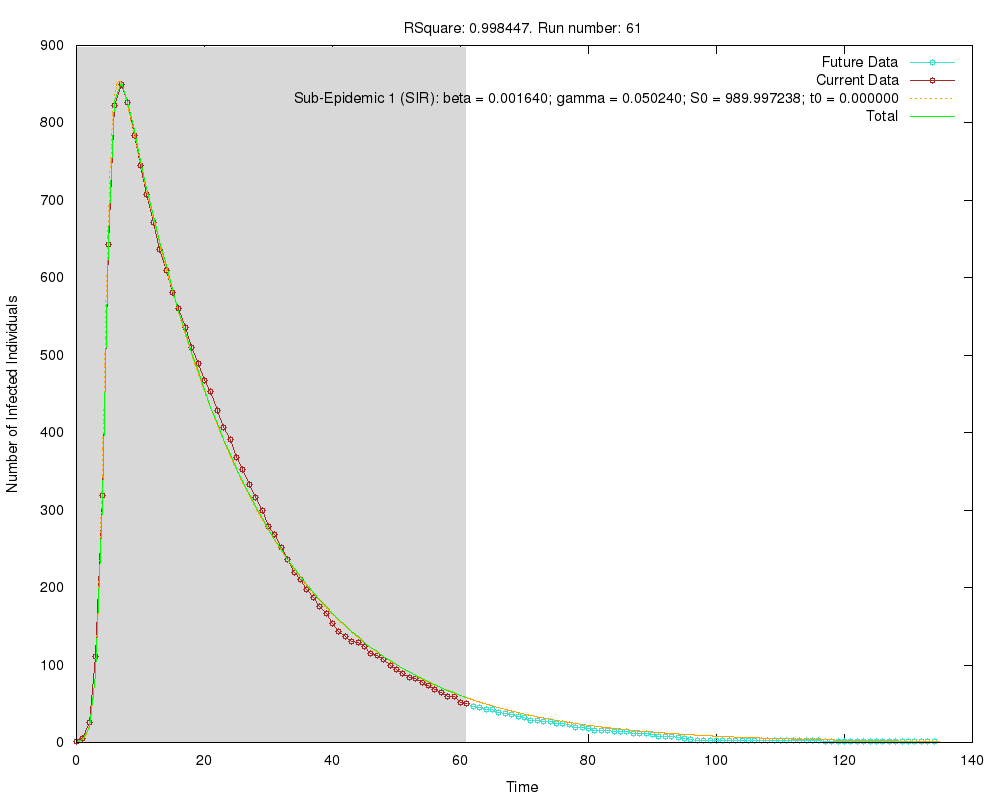 RSquare: 0.998447. Run number: 61
Future Data
Current Data
Sub-Epidemic 1 (SIR): beta = 0.001640; gamma = 0.050240; S0 = 989.997238; t0 = 0.000000
Total
900
800
700
600
500
400
300
200
100
0
Number of Infected Individuals
0 20 40 60 80 100 120 140
Time